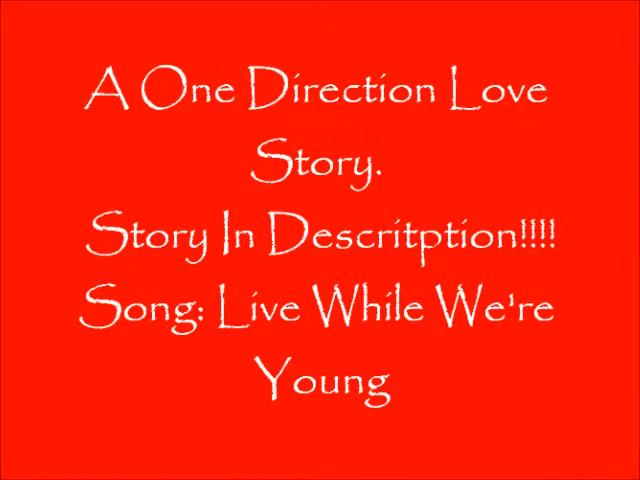 A One Direction Love
Story.
Story In Descritption!!!!
Song: Live While We're
Young